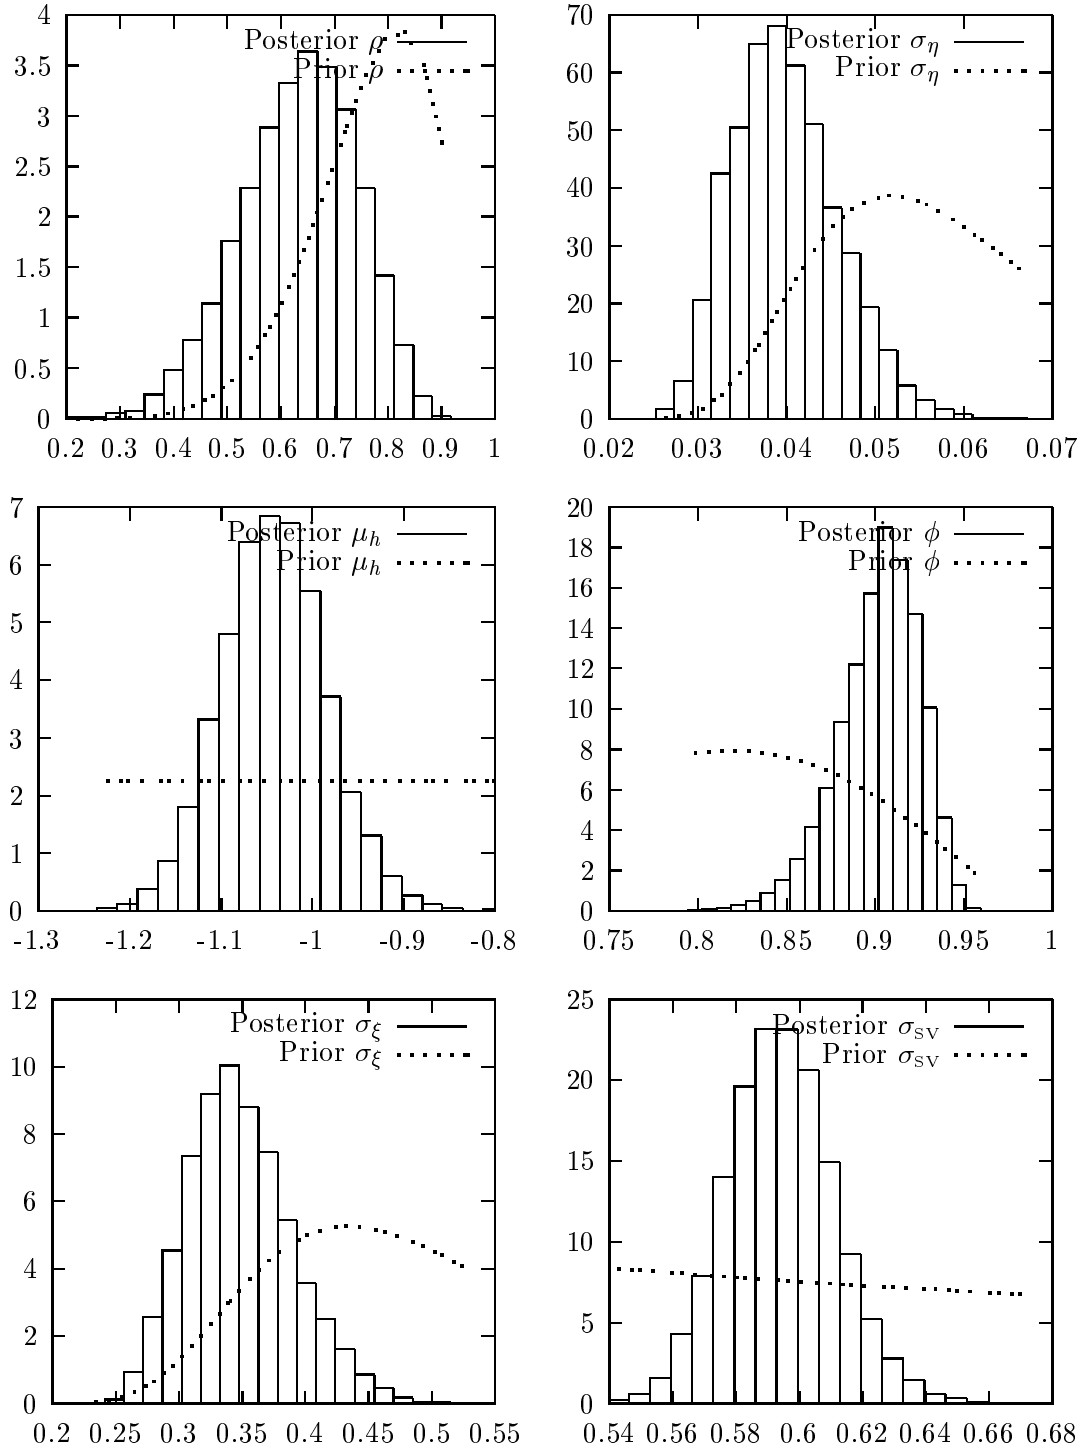 4
3.5
3
2.5
2
1.5
1
0.5
0
0.2 0.3 0.4 0.5 0.6 0.7 0.8 0.9 1
Posterior ρ
Prior ρ
70
60
50
40
30
20
10
0
0.02 0.03 0.04 0.05 0.06 0.07
Posterior σ_η
Prior σ_η
7
6
5
4
3
2
1
0
-1.3 -1.2 -1.1 -1 -0.9 -0.8
Posterior μ_h
Prior μ_h
20
18
16
14
12
10
8
6
4
2
0
0.75 0.8 0.85 0.9 0.95 1
Posterior ϕ
Prior ϕ
12
10
8
6
4
2
0
0.2 0.25 0.3 0.35 0.4 0.45 0.5 0.55
Posterior σ_ξ
Prior σ_ξ
25
20
15
10
5
0
0.54 0.56 0.58 0.6 0.62 0.64 0.66 0.68
Posterior σ_SV
Prior σ_SV